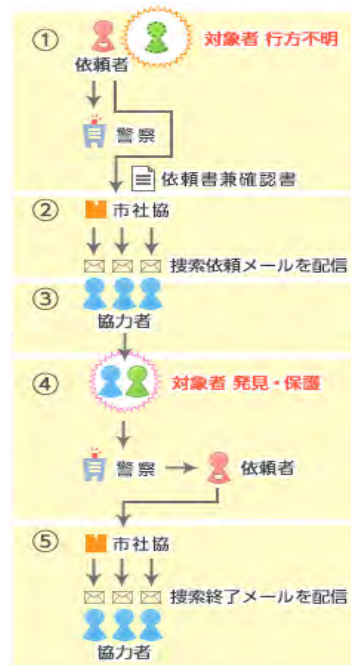 ① 対象者 行方不明
依頼者
警察
依頼書兼確認書
② 市社協
捜索依頼メールを配信
③
協力者
④ 対象者 発見・保護
警察 依頼者
⑤ 市社協
捜索終了メールを配信
協力者